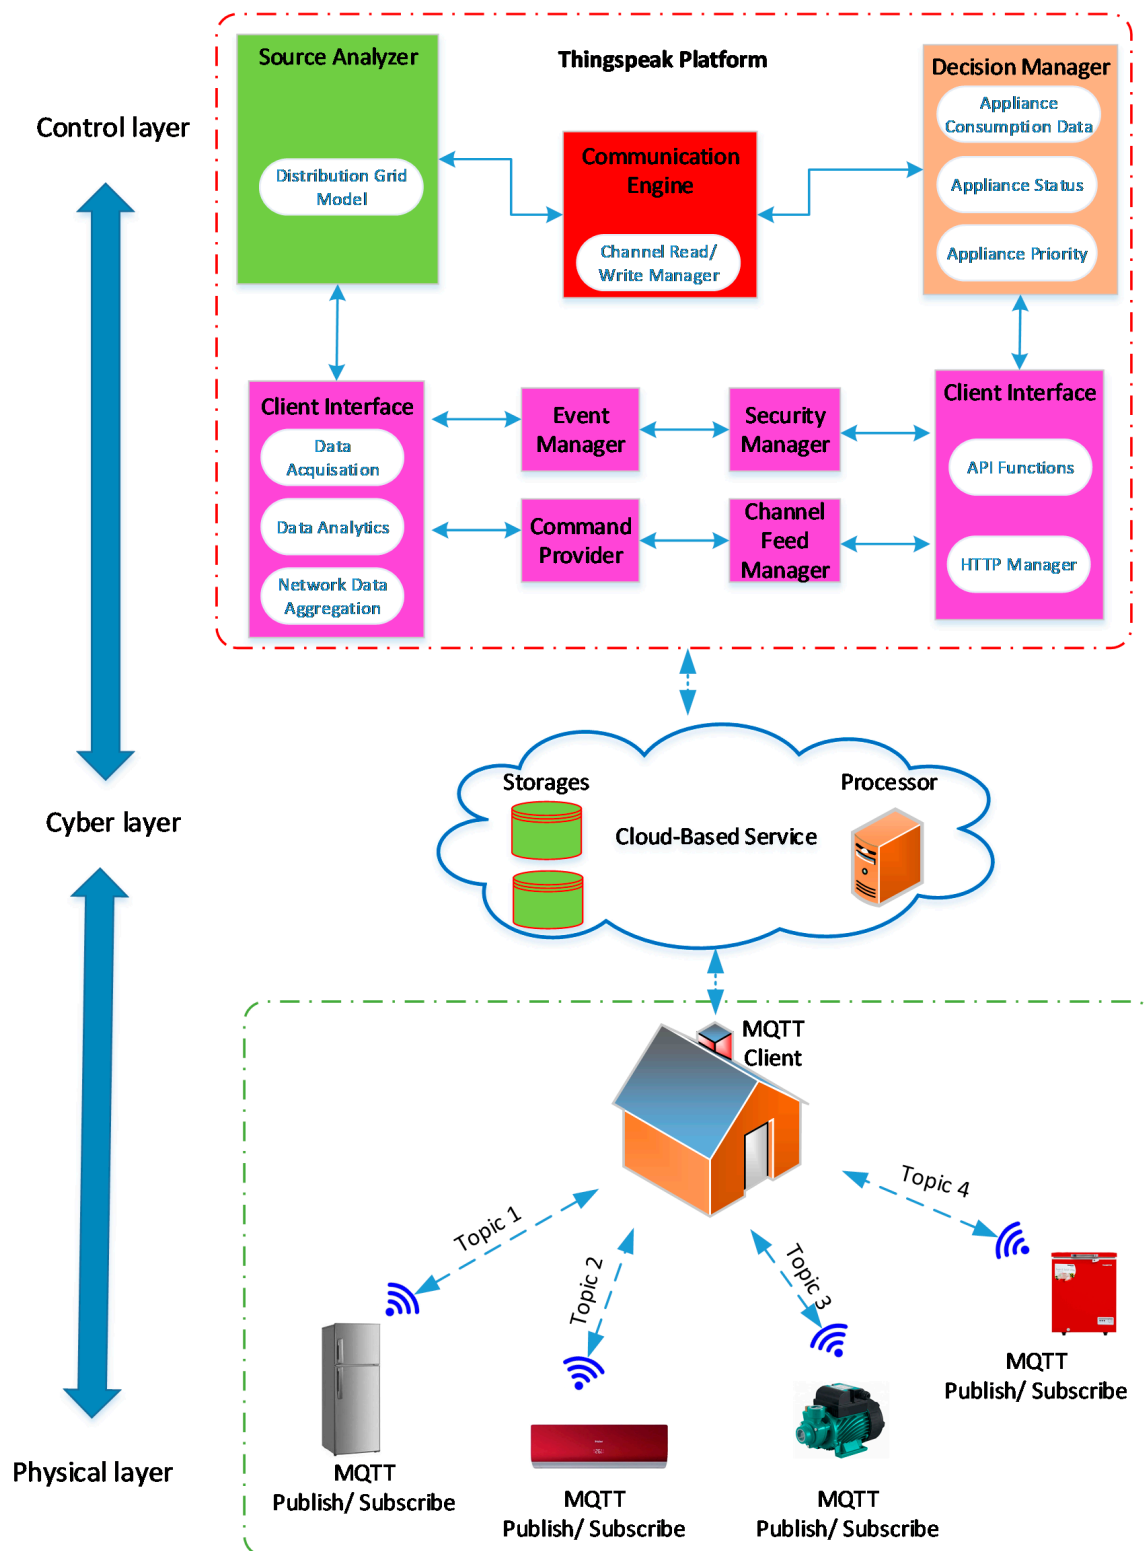 Thingspeak Platform
Control layer
Source Analyzer
Distribution Grid
Model
Communication
Engine
Channel Read/
Write Manager
Decision Manager
Appliance
Consumption Data
Appliance Status
Appliance Priority
Client Interface
Data
Acquisation
Data Analytics
Network Data
Aggregation
Event
Manager
Security
Manager
Command
Provider
Channel
Feed
Manager
Client Interface
API Functions
HTTP Manager
Cyber layer
Storages
Processor
Cloud-Based Service
MQTT
Client
Topic 1
Topic 2
Topic 3
Topic 4
Physical layer
MQTT
Publish/ Subscribe
MQTT
Publish/ Subscribe
MQTT
Publish/ Subscribe
MQTT
Publish/ Subscribe